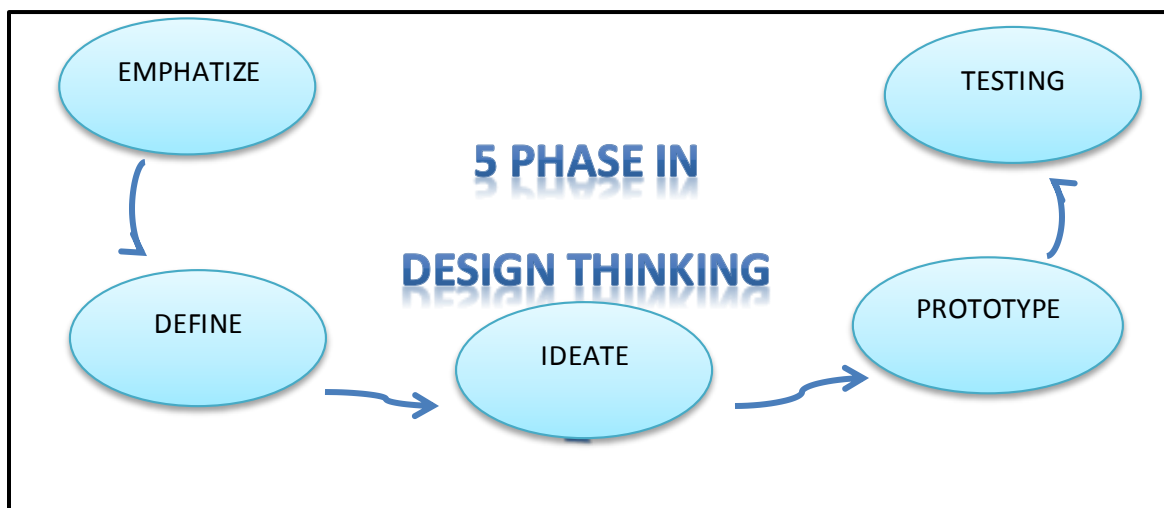 5 PHASE IN
DESIGN THINKING
EMPHATIZE
DEFINE
IDEATE
PROTOTYPE
TESTING